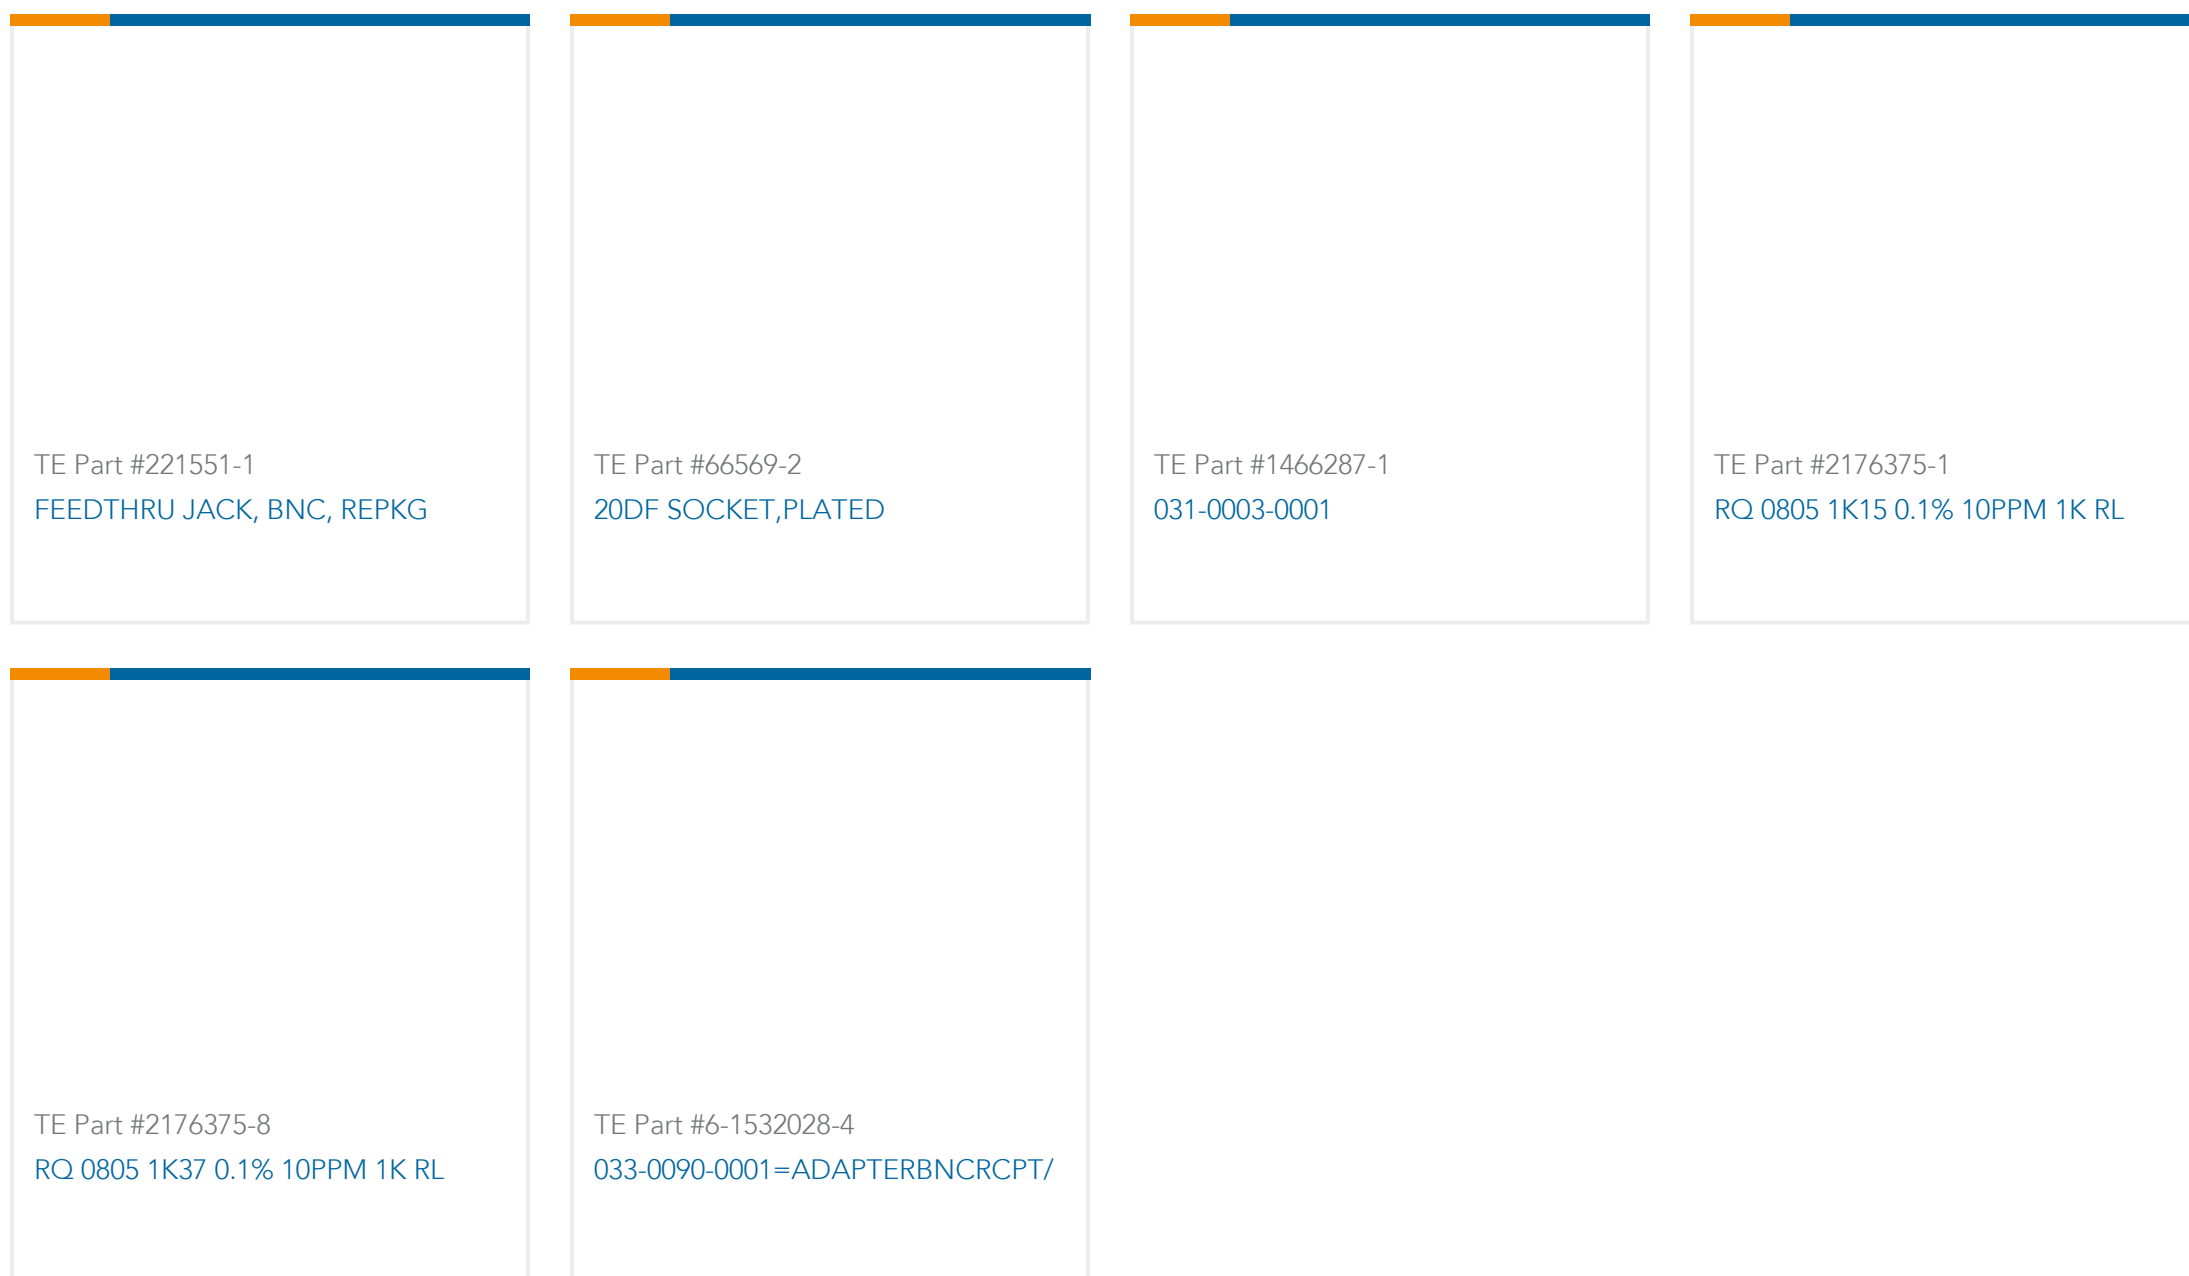 TE Part #221551-1
FEEDTHRU JACK, BNC, REPKG
TE Part #66569-2
20DF SOCKET,PLATED
TE Part #1466287-1
031-0003-0001
TE Part #2176375-1
RQ 0805 1K15 0.1% 10PPM 1K RL
TE Part #2176375-8
RQ 0805 1K37 0.1% 10PPM 1K RL
TE Part #6-1532028-4
033-0090-0001=ADAPTERBNCRCPT/